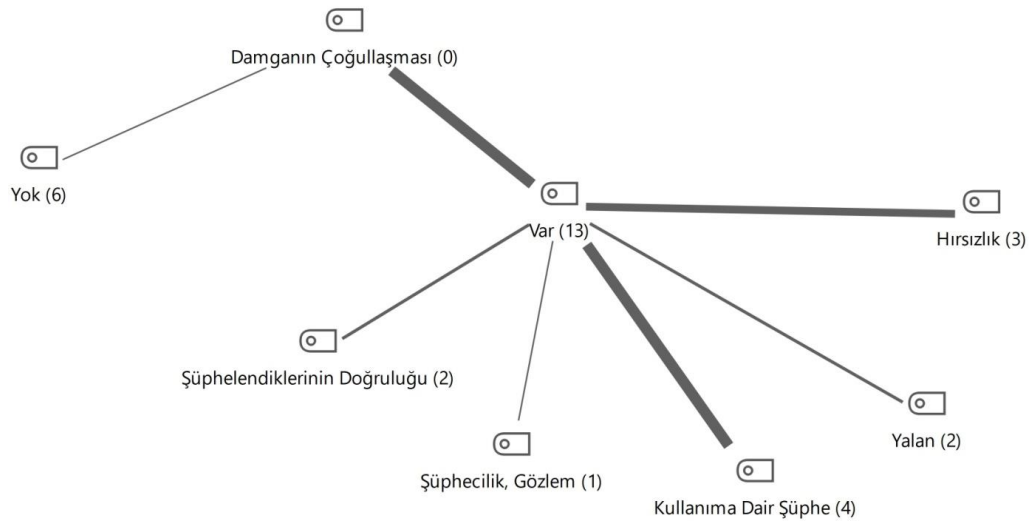 Damganın Çoğullaşması (0)
Yok (6)
Var (13)
Hırsızlık (3)
Şüphelendiklerinin Doğruluğu (2)
Yalan (2)
Şüphecilik, Gözlem (1)
Kullanıma Dair Şüphe (4)